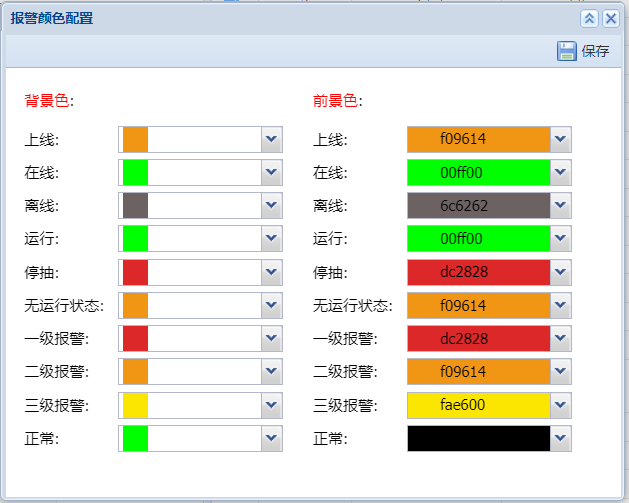 报警颜色配置
保存
背景色: 前景色:
上线: 上线: f09614
在线: 在线: 00ff00
离线: 离线: 6c6262
运行: 运行: 00ff00
停抽: 停抽: dc2828
无运行状态: 无运行状态: f09614
一级报警: 一级报警: dc2828
二级报警: 二级报警: f09614
三级报警: 三级报警: fae600
正常: 正常: